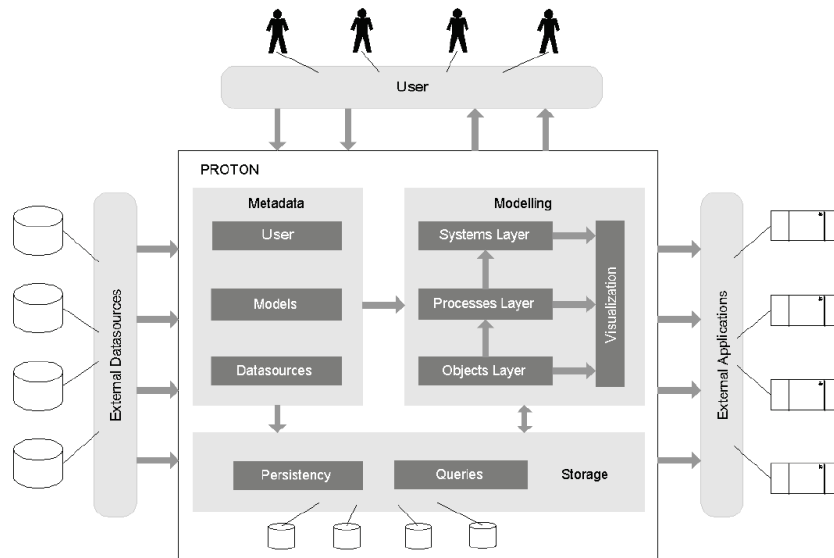 User
PROTON
Metadata
Modelling
User
Systems Layer
Models
Processes Layer
Datasources
Objects Layer
Visualization
External Datasources
External Applications
Persistency
Queries
Storage